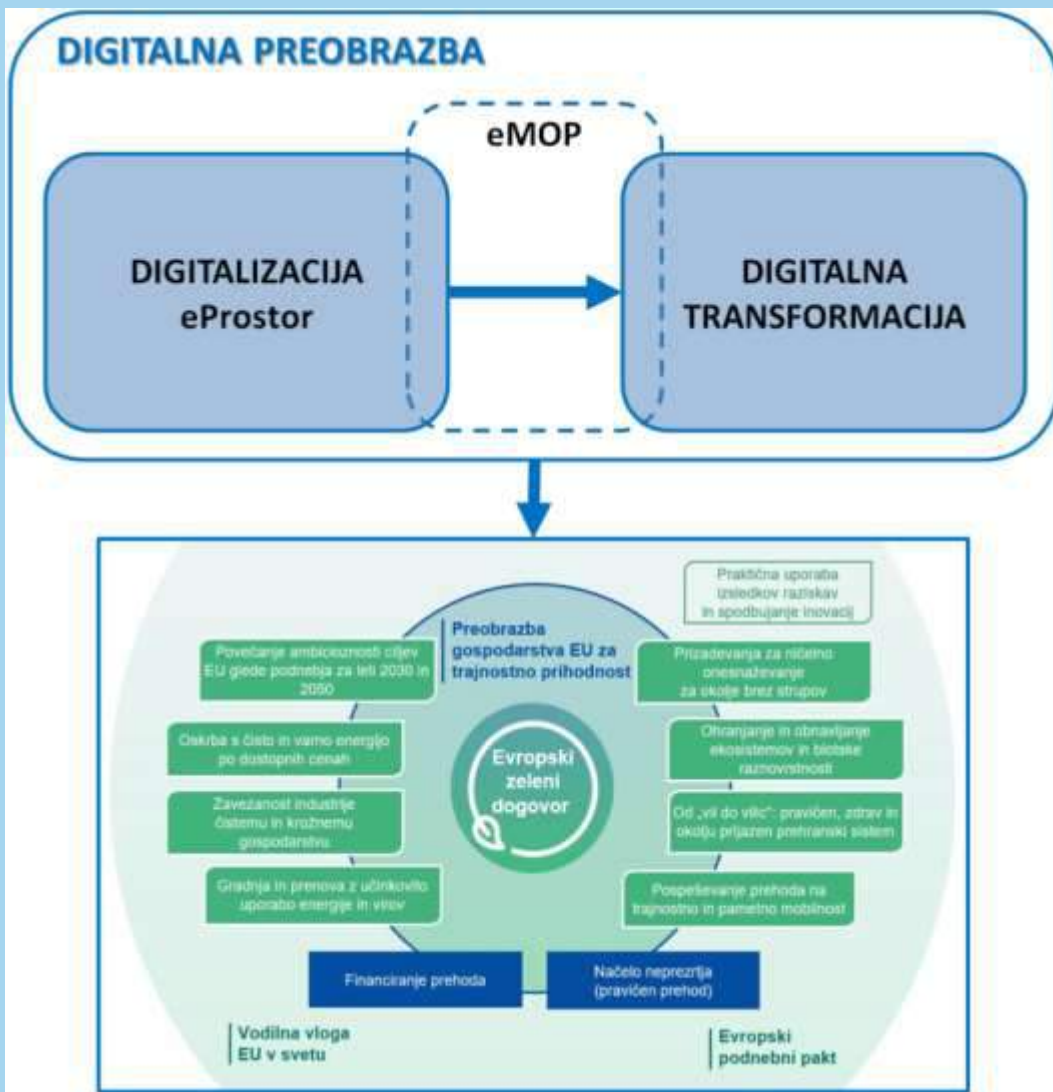 DIGITALNA PREOBRAZBA
eMOP
DIGITALIZACIJA
eProstor
DIGITALNA
TRANSFORMACIJA
Praktična uporaba
izsledkov raziskav
in spodbujanje inovacij
Preobrazba
gospodarstva EU za
trajnostno prihodnost
Povečanje ambicioznosti ciljev
EU glede podnebja za leti 2030 in
2050
Prizadevanja za ničelno
onesnaževanje
za okolje brez strupov
Oskrba s čisto in varno energijo
po dostopnih cenah
Ohranjanje in obnavljanje
ekosistemov in biotske
raznovrstnosti
Evropski
zeleni
dogovor
Zavezanost industrije
čistemu in krožnemu
gospodarstvu
Od „vil do vilic“: pravičen, zdrav in
okolju prijazen prehranski sistem
Gradnja in prenova z učinkovito
uporabo energije in virov
Pospeševanje prehoda na
trajnostno in pametno mobilnost
Financiranje prehoda
Načelo neprezrtja
(pravičen prehod)
Vodilna vloga
EU v svetu
Evropski
podnebni pakt